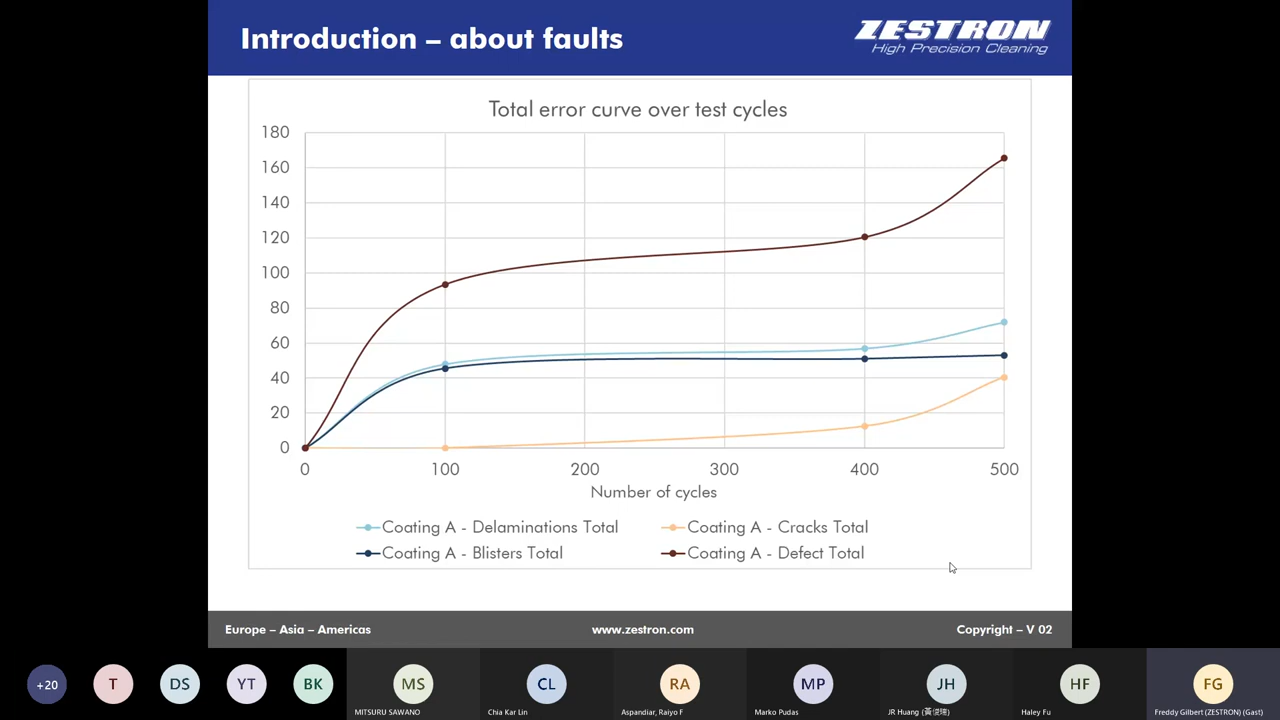 Introduction – about faults
ZESTRON
High Precision Cleaning
Total error curve over test cycles
180
160
140
120
100
80
60
40
20
0
0 100 200 300 400 500
Number of cycles
Coating A - Delaminations Total
Coating A - Cracks Total
Coating A - Blisters Total
Coating A - Defect Total
Europe – Asia – Americas
www.zestron.com
Copyright – V 02
+20
T
DS
YT
BK
MS
MITSURU SAWANO
CL
Chia Kar Lin
RA
Aspandiar, Raiyo F
MP
Marko Pudas
JH
JR Huang
HF
Haley Fu
FG
Freddy Gilbert (ZESTRON) (Gast)